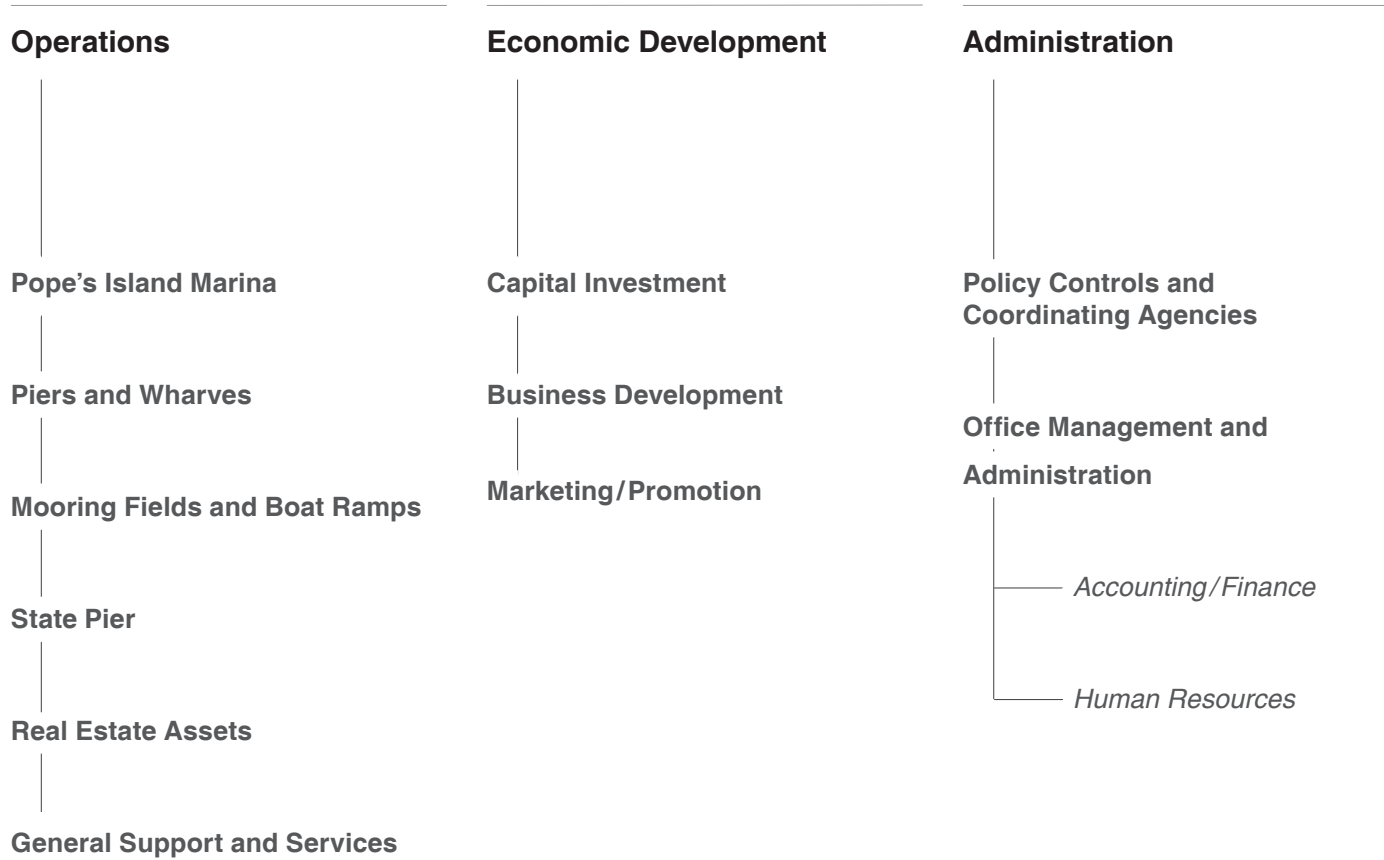 Operations
Pope’s Island Marina
Piers and Wharves
Mooring Fields and Boat Ramps
State Pier
Real Estate Assets
General Support and Services
Economic Development
Capital Investment
Business Development
Marketing/Promotion
Administration
Policy Controls and
Coordinating Agencies
Office Management and
Administration
Accounting/Finance
Human Resources